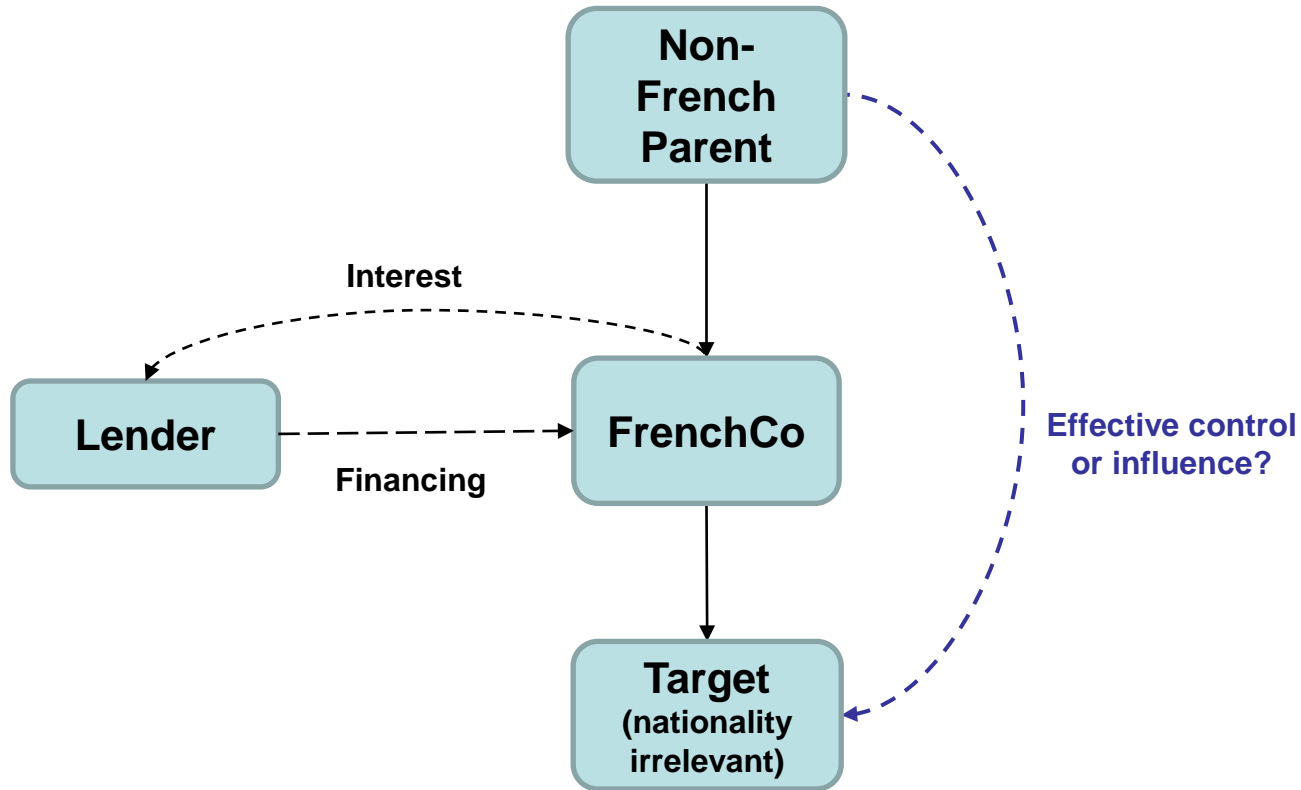 Non-
French
Parent
Interest
Lender
FrenchCo
Financing
Effective control
or influence?
Target
(nationality
irrelevant)